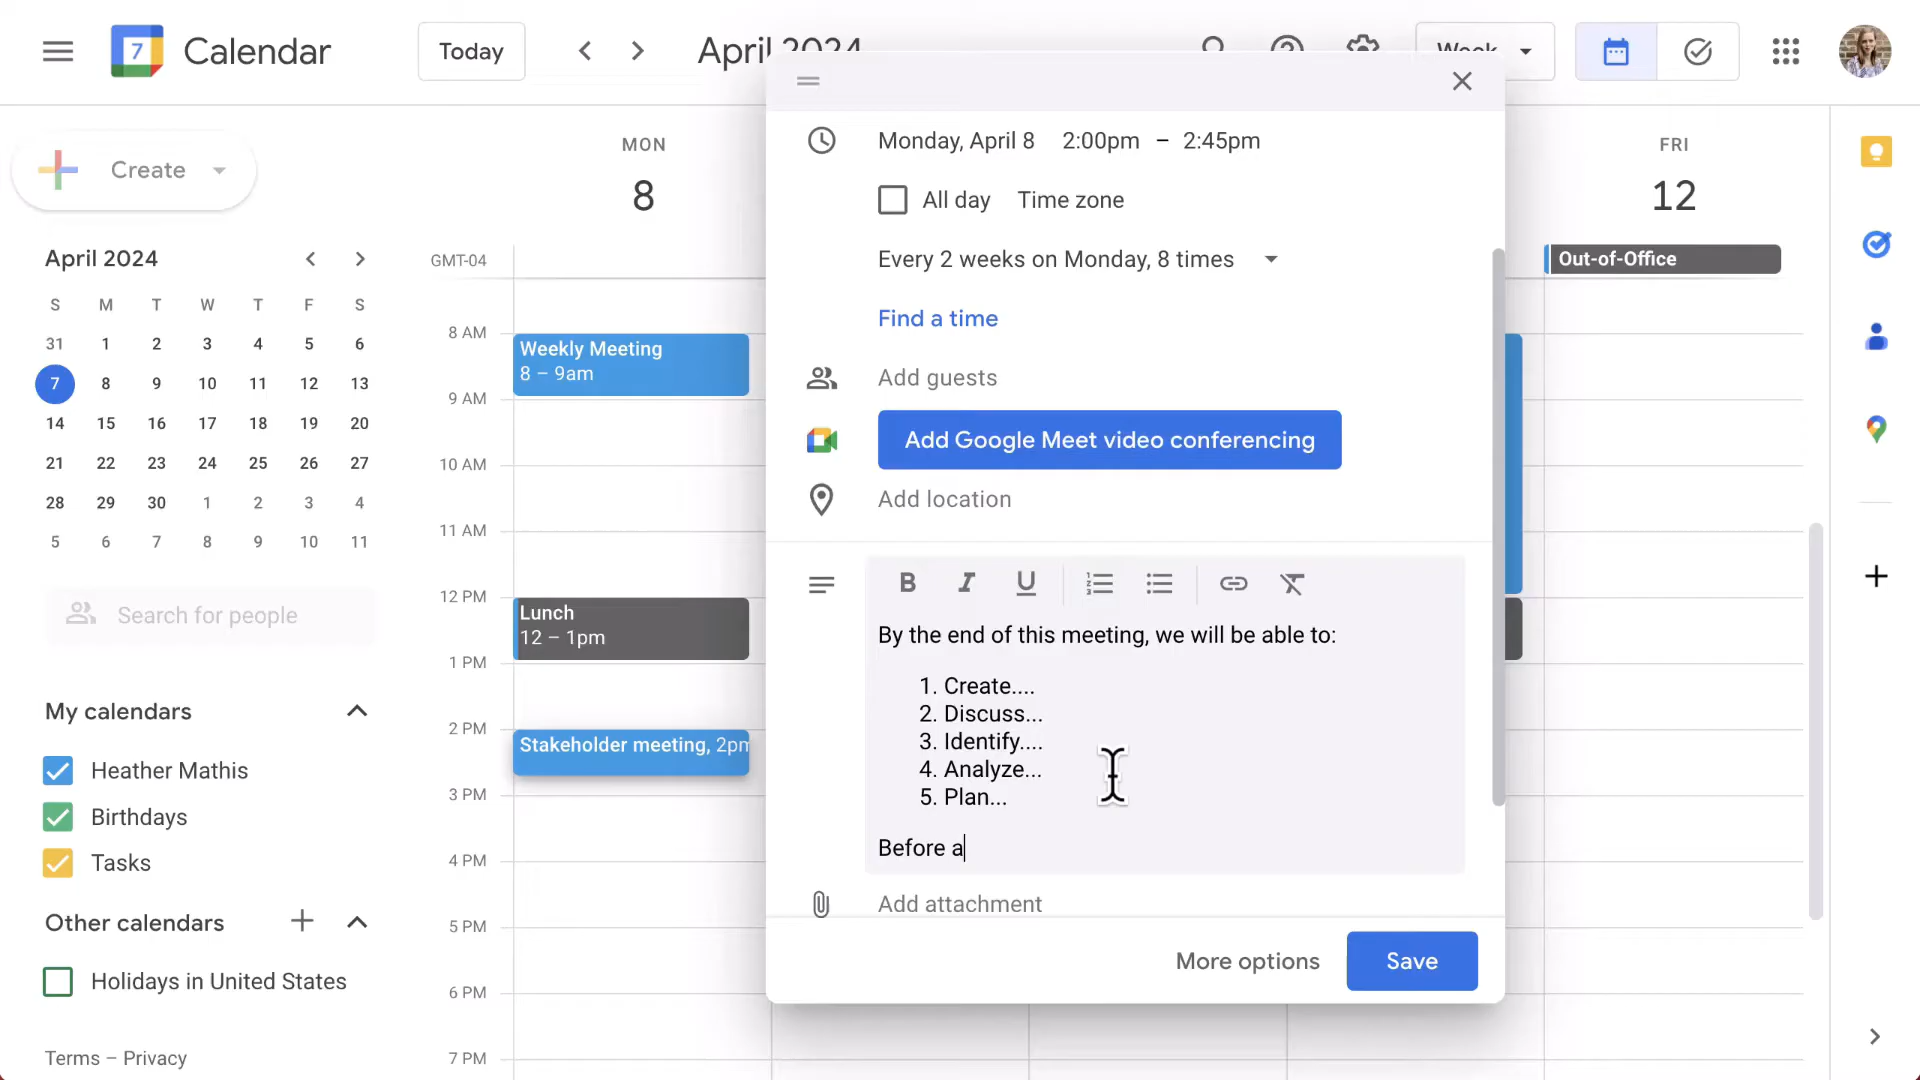 7
Calendar
Today
April 2024
Week
Create
MON
8
FRI
12
April 2024
S M T W T F S
31 1 2 3 4 5 6
7 8 9 10 11 12 13
14 15 16 17 18 19 20
21 22 23 24 25 26 27
28 29 30 1 2 3 4
5 6 7 8 9 10 11
Search for people
My calendars
Heather Mathis
Birthdays
Tasks
Other calendars
Holidays in United States
Terms – Privacy
GMT-04
8 AM
9 AM
10 AM
11 AM
12 PM
1 PM
2 PM
3 PM
4 PM
5 PM
6 PM
7 PM
Weekly Meeting
8 – 9am
Lunch
12 – 1pm
Stakeholder meeting, 2pm
Out-of-Office
Monday, April 8 2:00pm – 2:45pm
All day Time zone
Every 2 weeks on Monday, 8 times
Find a time
Add guests
Add Google Meet video conferencing
Add location
B I U
By the end of this meeting, we will be able to:
1. Create....
2. Discuss...
3. Identify....
4. Analyze...
5. Plan...
Before a
Add attachment
More options
Save